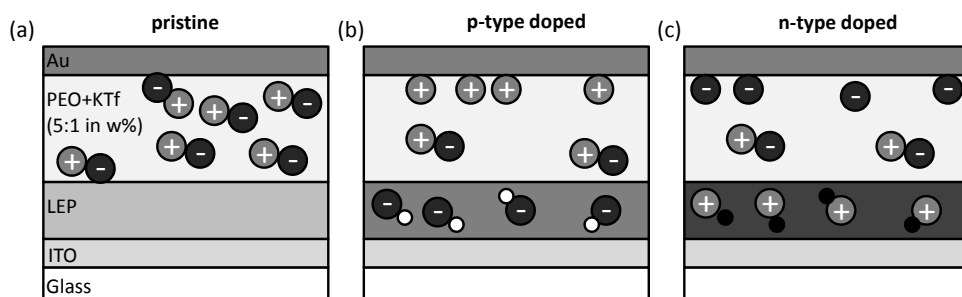 pristine
p-type doped
n-type doped
(a)
(b)
(c)
Au
PEO+KTf
(5:1 in w%)
LEP
ITO
Glass